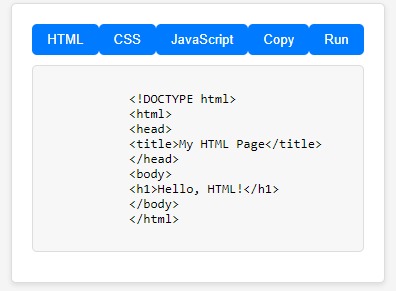 HTML CSS JavaScript Copy Run
<!DOCTYPE html>
<html>
<head>
<title>My HTML Page</title>
</head>
<body>
<h1>Hello, HTML!</h1>
</body>
</html>